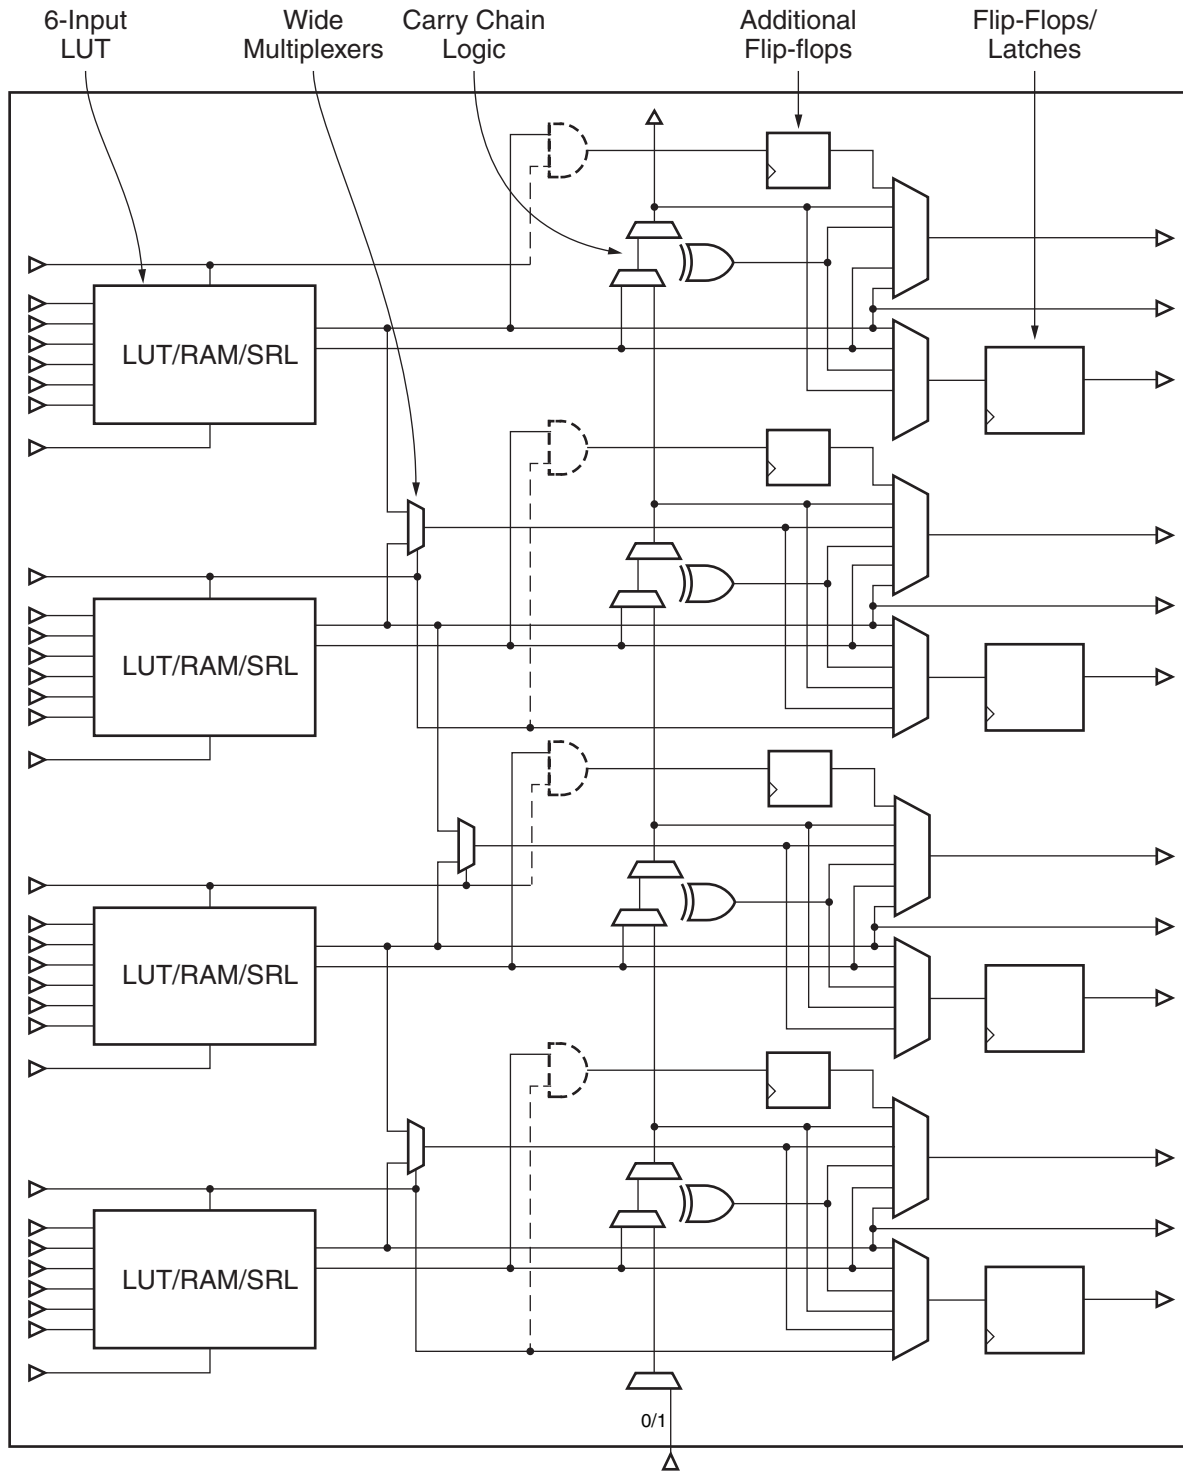 6-Input
LUT
Wide
Multiplexers
Carry Chain
Logic
Additional
Flip-flops
Flip-Flops/
Latches
LUT/RAM/SRL
LUT/RAM/SRL
LUT/RAM/SRL
LUT/RAM/SRL
0/1